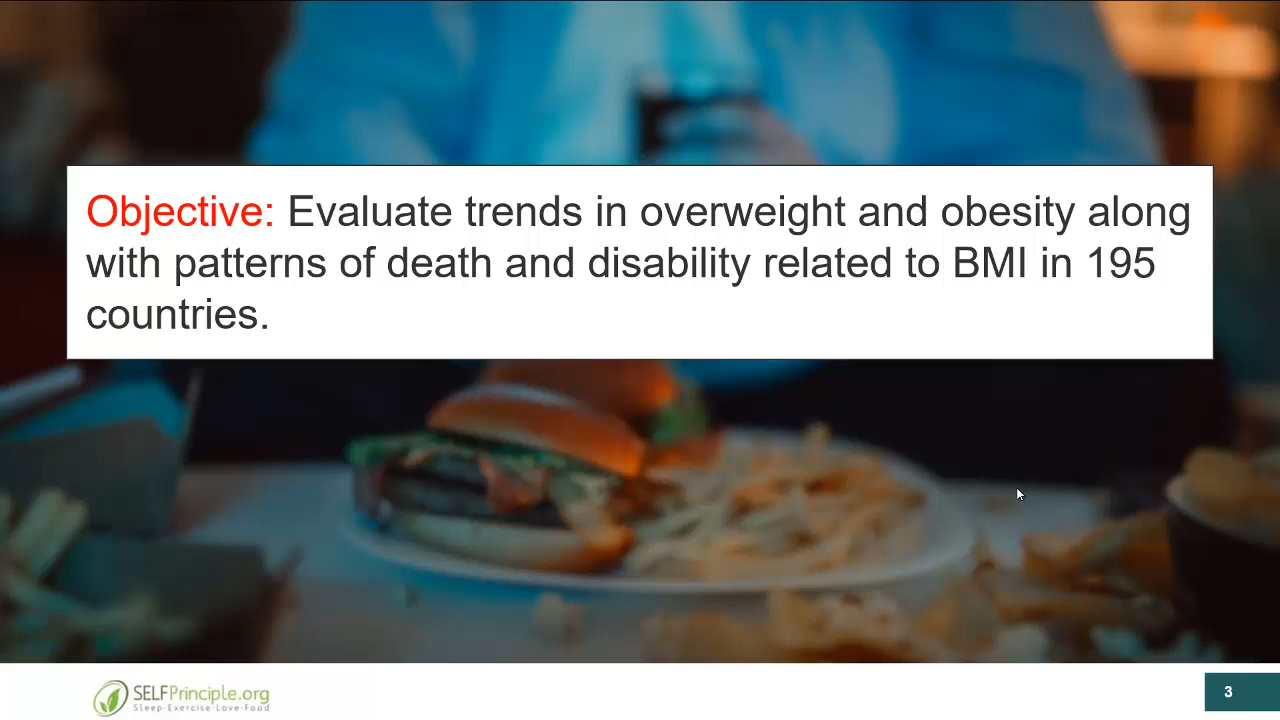 Objective: Evaluate trends in overweight and obesity along
with patterns of death and disability related to BMI in 195
countries.
SELFPrinciple.org
Sleep-Exercise-Love-Food
3